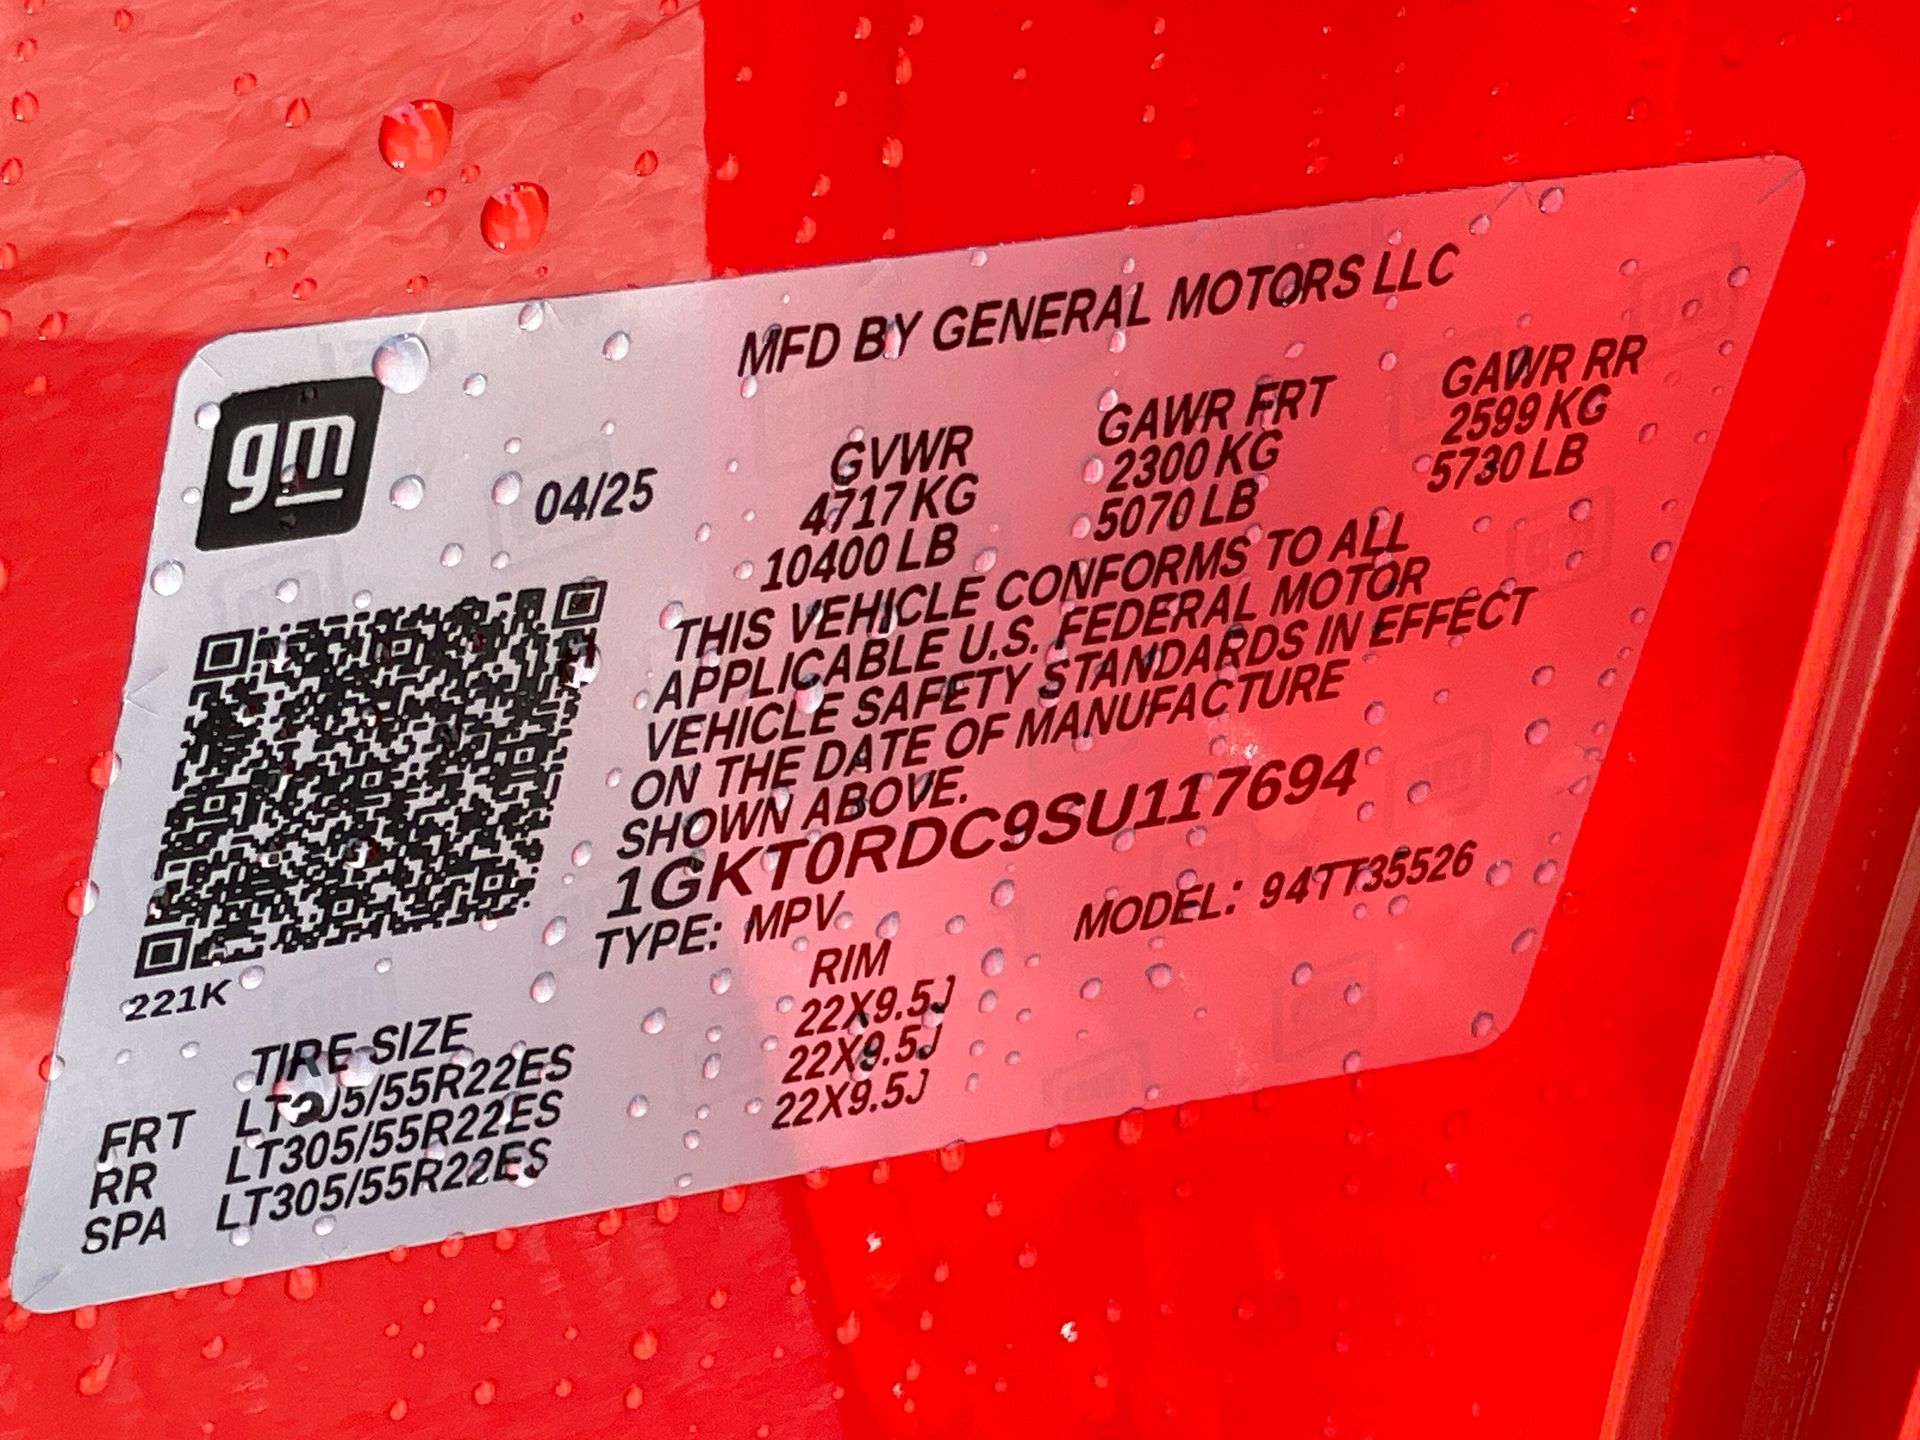 MFD BY GENERAL MOTORS LLC
gm
04/25
GVWR GAWR FRT GAWR RR
4717 KG 2300 KG 2599 KG
10400 LB 5070 LB 5730 LB
THIS VEHICLE CONFORMS TO ALL
APPLICABLE U.S. FEDERAL MOTOR
VEHICLE SAFETY STANDARDS IN EFFECT
ON THE DATE OF MANUFACTURE
SHOWN ABOVE.
1GKT0RDC9SU117694
TYPE: MPV MODEL: 94TT35526
221K
TIRE SIZE RIM
FRT LT305/55R22ES 22X9.5J
RR LT305/55R22ES 22X9.5J
SPA LT305/55R22ES 22X9.5J